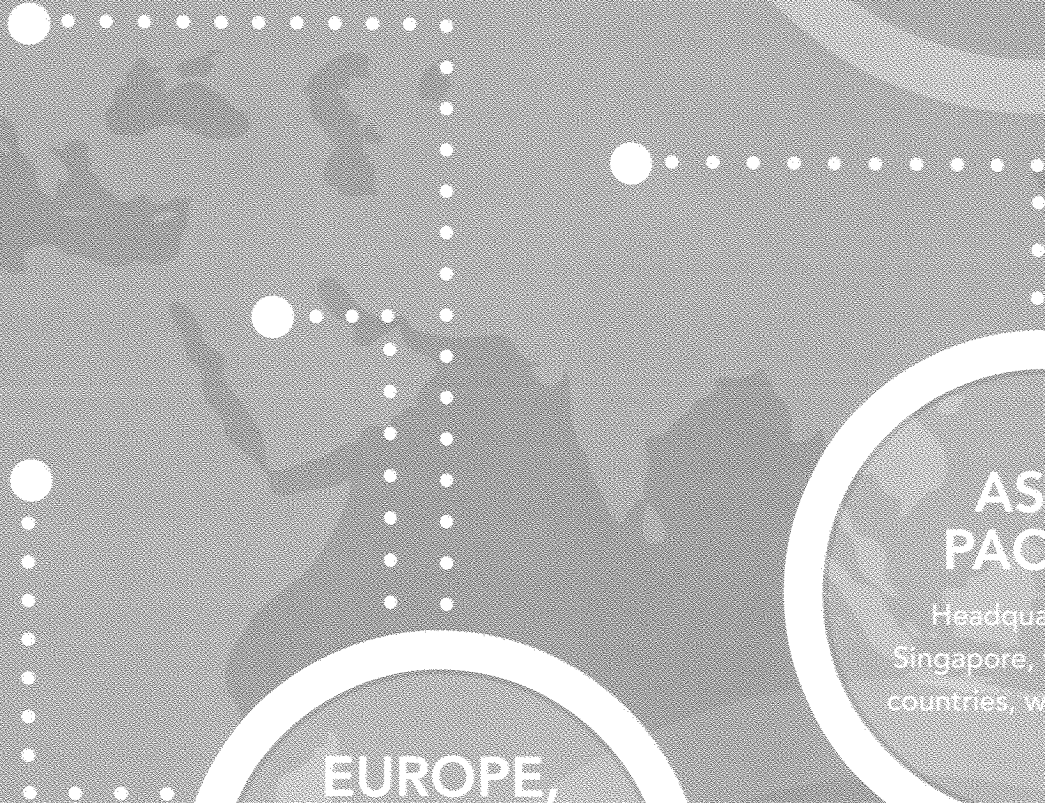 EUROPE,
AS
PAC
Headqua
Singapore,
countries, w